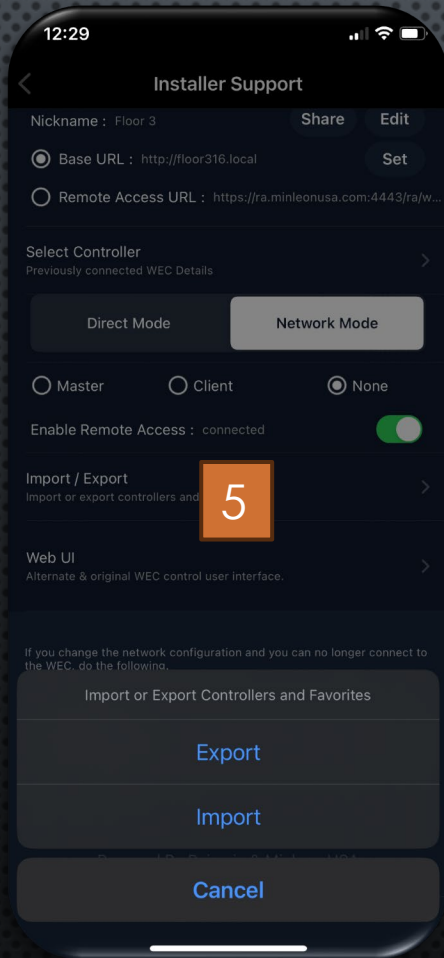 12:29
Installer Support
Nickname : Floor 3 Share Edit
Base URL : http://floor316.local Set
Remote Access URL : https://ra.minleonusa.com:4443/ra/w...
Select Controller
Previously connected WEC Details
Direct Mode Network Mode
Master Client None
Enable Remote Access : connected
Import / Export
Import or export controllers and
5
Web UI
Alternate & original WEC control user interface.
If you change the network configuration and you can no longer connect to
the WEC, do the following.
Import or Export Controllers and Favorites
Export
Import
Cancel